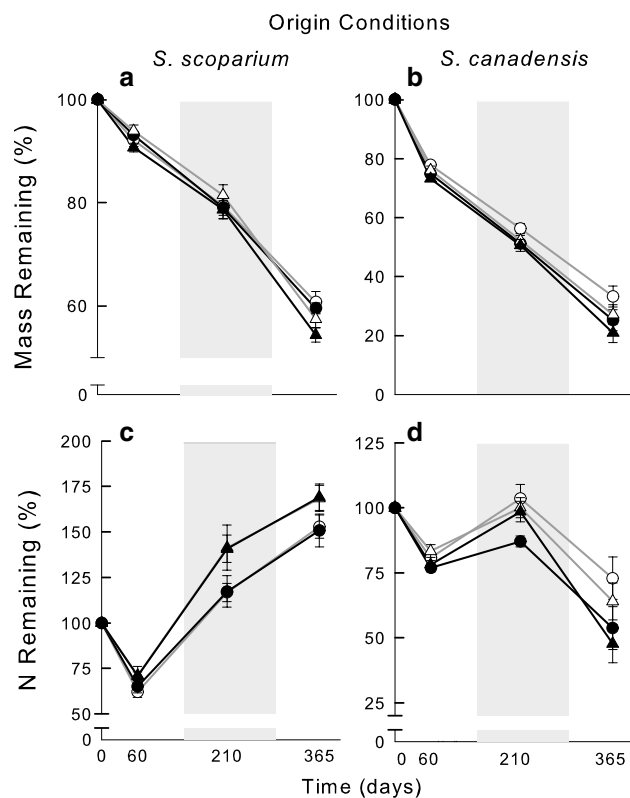 Origin Conditions
S. scoparium
S. canadensis
a
b
Mass Remaining (%)
100
80
60
0
100
80
60
40
20
0
c
d
N Remaining (%)
200
175
150
125
100
75
50
0
125
100
75
50
25
0
0 60 210 365
0 60 210 365
Time (days)